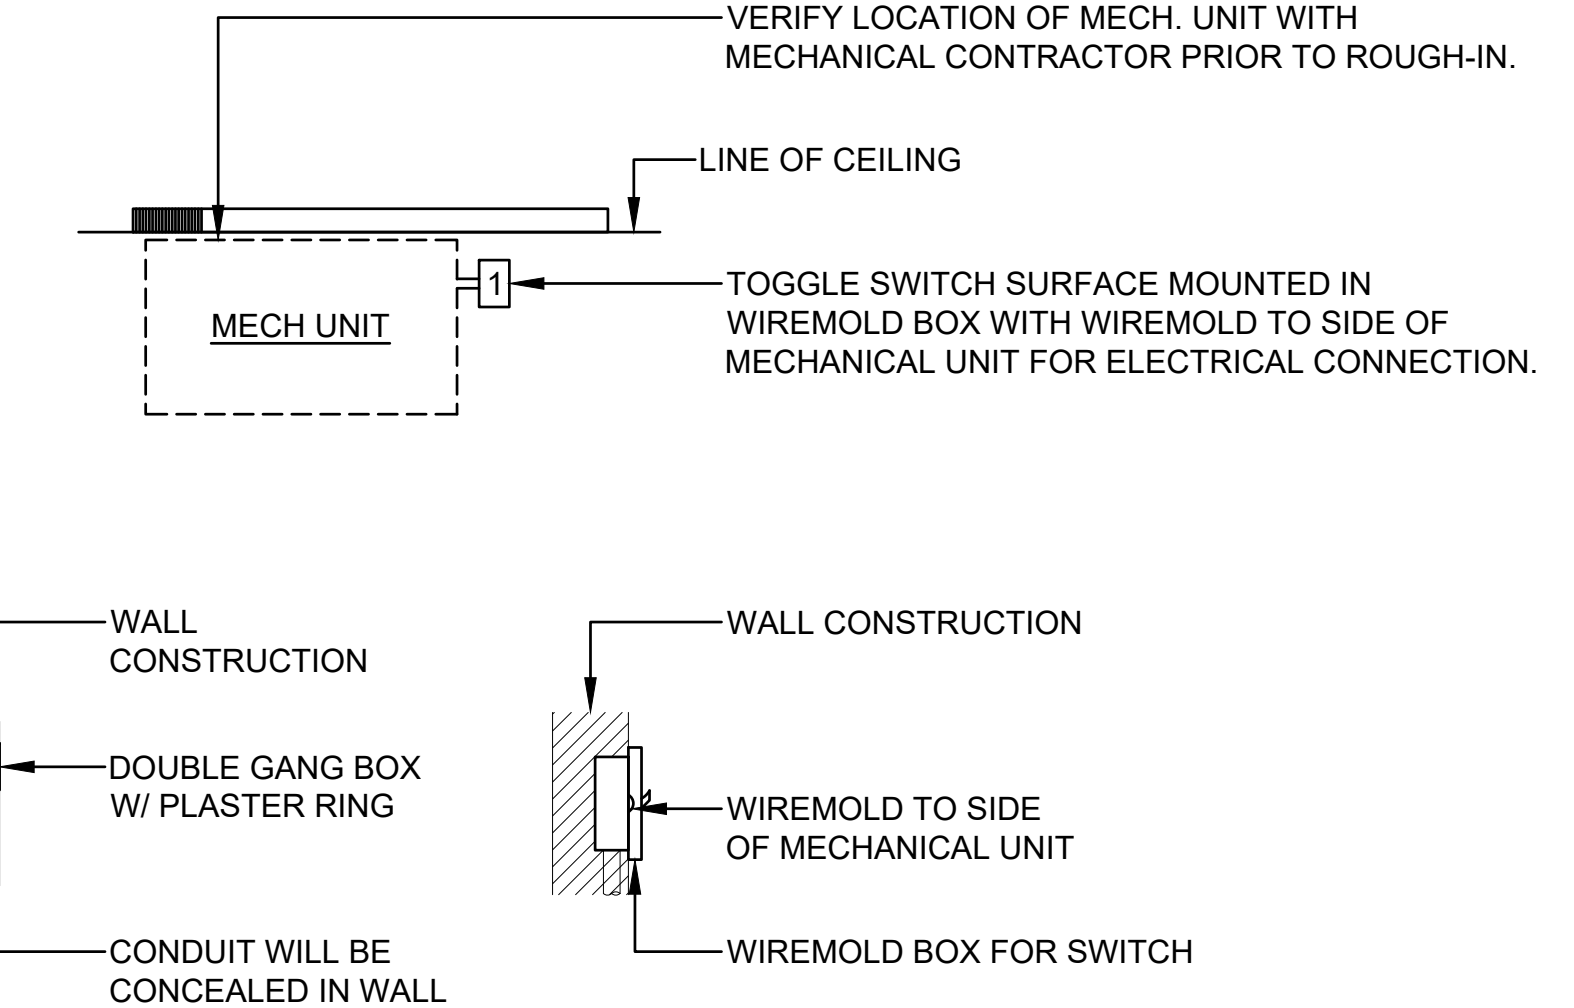 VERIFY LOCATION OF MECH. UNIT WITH
MECHANICAL CONTRACTOR PRIOR TO ROUGH-IN.
LINE OF CEILING
1
TOGGLE SWITCH SURFACE MOUNTED IN
WIREMOLD BOX WITH WIREMOLD TO SIDE OF
MECHANICAL UNIT FOR ELECTRICAL CONNECTION.
MECH UNIT
WALL
CONSTRUCTION
DOUBLE GANG BOX
W/ PLASTER RING
CONDUIT WILL BE
CONCEALED IN WALL
WALL CONSTRUCTION
WIREMOLD TO SIDE
OF MECHANICAL UNIT
WIREMOLD BOX FOR SWITCH